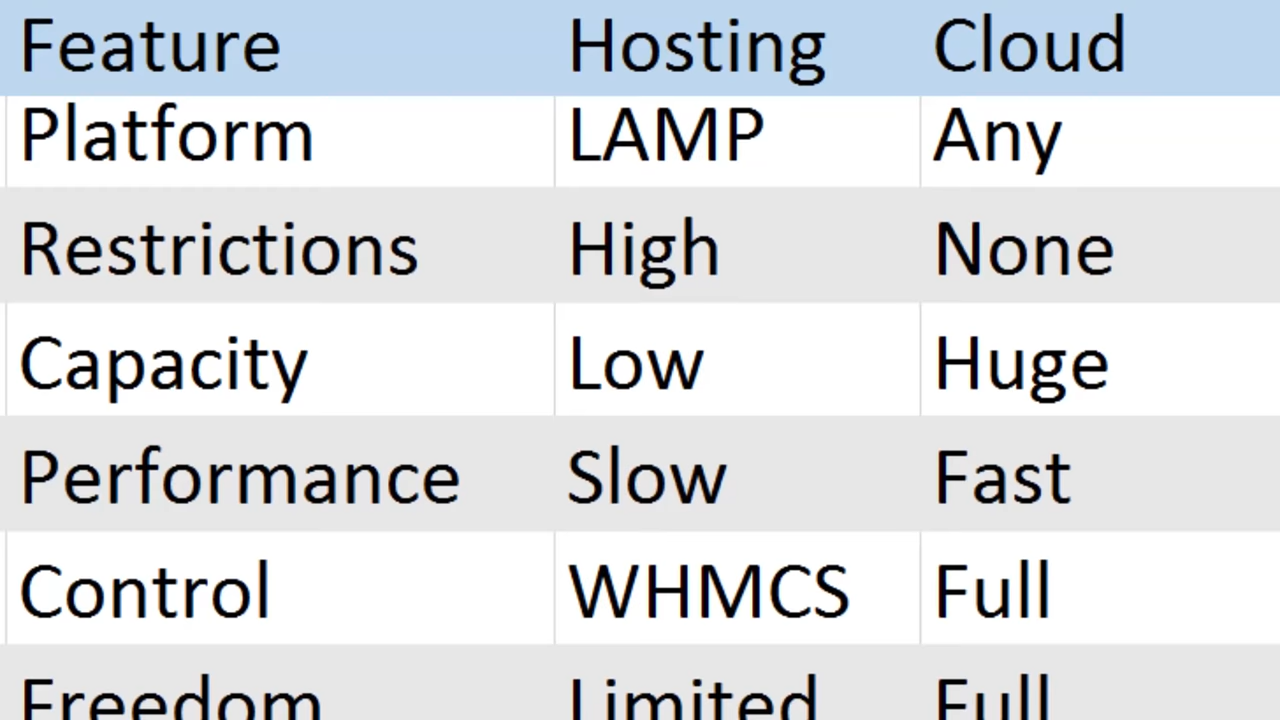 Feature Hosting Cloud
Platform LAMP Any
Restrictions High None
Capacity Low Huge
Performance Slow Fast
Control WHMCS Full
Freedom Limited Full